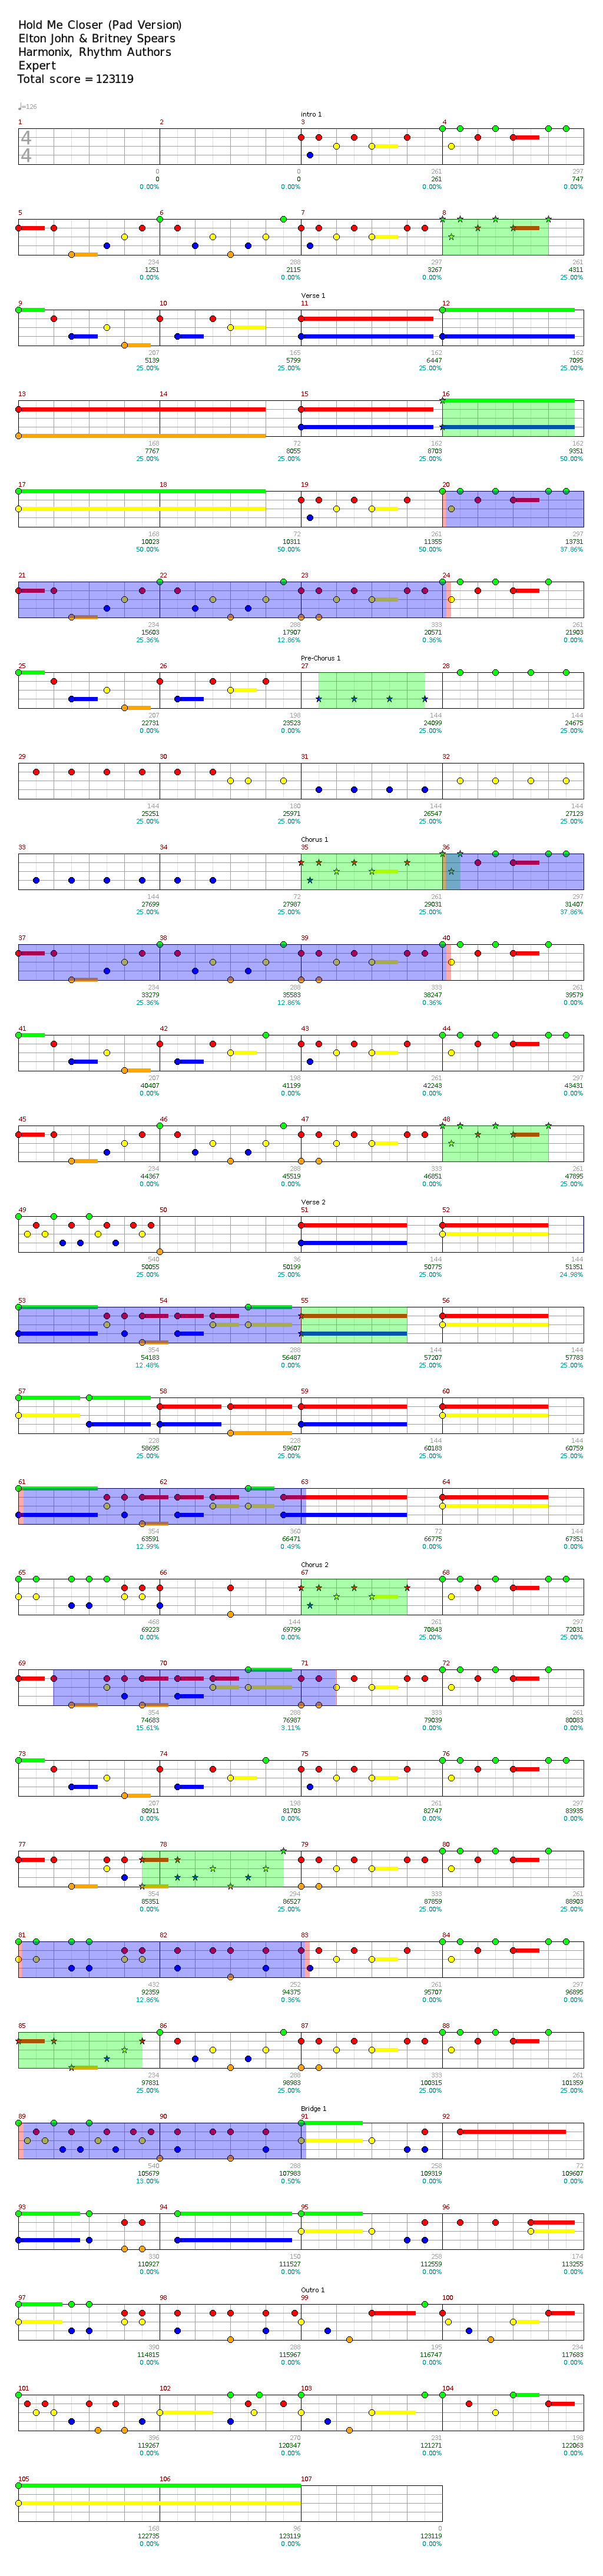 Hold Me Closer (Pad Version)
Elton John & Britney Spears
Harmonix, Rhythm Authors
Expert
Total score = 123119
♩=126
intro 1
1 2 3 4
4
4
0 0 261 297
0 0 261 747
0.00% 0.00% 0.00% 0.00%
5 6 7 8
234 288 297 261
1251 2115 3267 4311
0.00% 0.00% 0.00% 25.00%
Verse 1
9 10 11 12
207 165 162 162
5139 5799 6447 7095
25.00% 25.00% 25.00% 25.00%
13 14 15 16
168 72 162 162
7767 8055 8703 9351
25.00% 25.00% 25.00% 50.00%
17 18 19 20
168 72 261 297
10023 10311 11355 13731
50.00% 50.00% 50.00% 37.86%
21 22 23 24
234 288 333 261
15603 17907 20571 21903
25.36% 12.86% 0.36% 0.00%
Pre-Chorus 1
25 26 27 28
207 198 144 144
22731 23523 24099 24675
0.00% 0.00% 25.00% 25.00%
29 30 31 32
144 180 144 144
25251 25971 26547 27123
25.00% 25.00% 25.00% 25.00%
Chorus 1
33 34 35 36
144 72 261 297
27699 27987 29031 31407
25.00% 25.00% 25.00% 37.86%
37 38 39 40
234 288 333 261
33279 35583 38247 39579
25.36% 12.86% 0.36% 0.00%
41 42 43 44
207 198 261 297
40407 41199 42243 43431
0.00% 0.00% 0.00% 0.00%
45 46 47 48
234 288 333 261
44367 45519 46851 47895
0.00% 0.00% 0.00% 25.00%
Verse 2
49 50 51 52
540 36 144 144
50055 50199 50775 51351
25.00% 25.00% 25.00% 24.98%
53 54 55 56
354 288 144 144
54183 56487 57207 57783
12.48% 0.00% 25.00% 25.00%
57 58 59 60
228 228 144 144
58695 59607 60183 60759
25.00% 25.00% 25.00% 25.00%
61 62 63 64
354 360 72 144
63591 66471 66775 67351
12.99% 0.49% 0.00% 0.00%
Chorus 2
65 66 67 68
468 144 261 297
69223 69799 70843 72031
0.00% 0.00% 25.00% 25.00%
69 70 71 72
354 288 333 261
74683 76987 79039 80083
15.61% 3.11% 0.00% 0.00%
73 74 75 76
207 198 261 297
80911 81703 82747 83935
0.00% 0.00% 0.00% 0.00%
77 78 79 80
354 294 333 261
85351 86527 87859 88903
0.00% 25.00% 25.00% 25.00%
81 82 83 84
432 252 261 297
92359 94375 95707 96895
12.86% 0.36% 0.00% 0.00%
85 86 87 88
234 288 333 261
97831 98983 100315 101359
25.00% 25.00% 25.00% 25.00%
Bridge 1
89 90 91 92
540 288 258 72
105679 107983 109319 109607
13.00% 0.50% 0.00% 0.00%
93 94 95 96
330 150 258 174
110927 111527 112559 113255
0.00% 0.00% 0.00% 0.00%
Outro 1
97 98 99 100
390 288 195 234
114815 115967 116747 117683
0.00% 0.00% 0.00% 0.00%
101 102 103 104
396 270 231 198
119267 120347 121271 122063
0.00% 0.00% 0.00% 0.00%
105 106 107
168 96 0
122735 123119 123119
0.00% 0.00% 0.00%